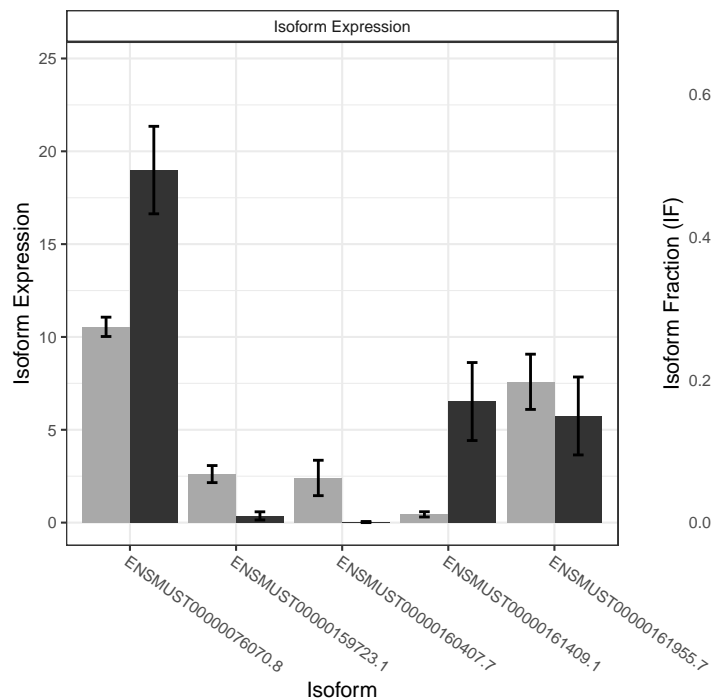 Isoform Expression
25
20
15
10
5
0
Isoform Expression
ENSMUST00000076070.8
ENSMUST00000159723.1
ENSMUST00000160407.7
ENSMUST00000161409.1
ENSMUST00000161955.7
Isoform
0.6
0.4
0.2
0.0
Isoform Fraction (IF)